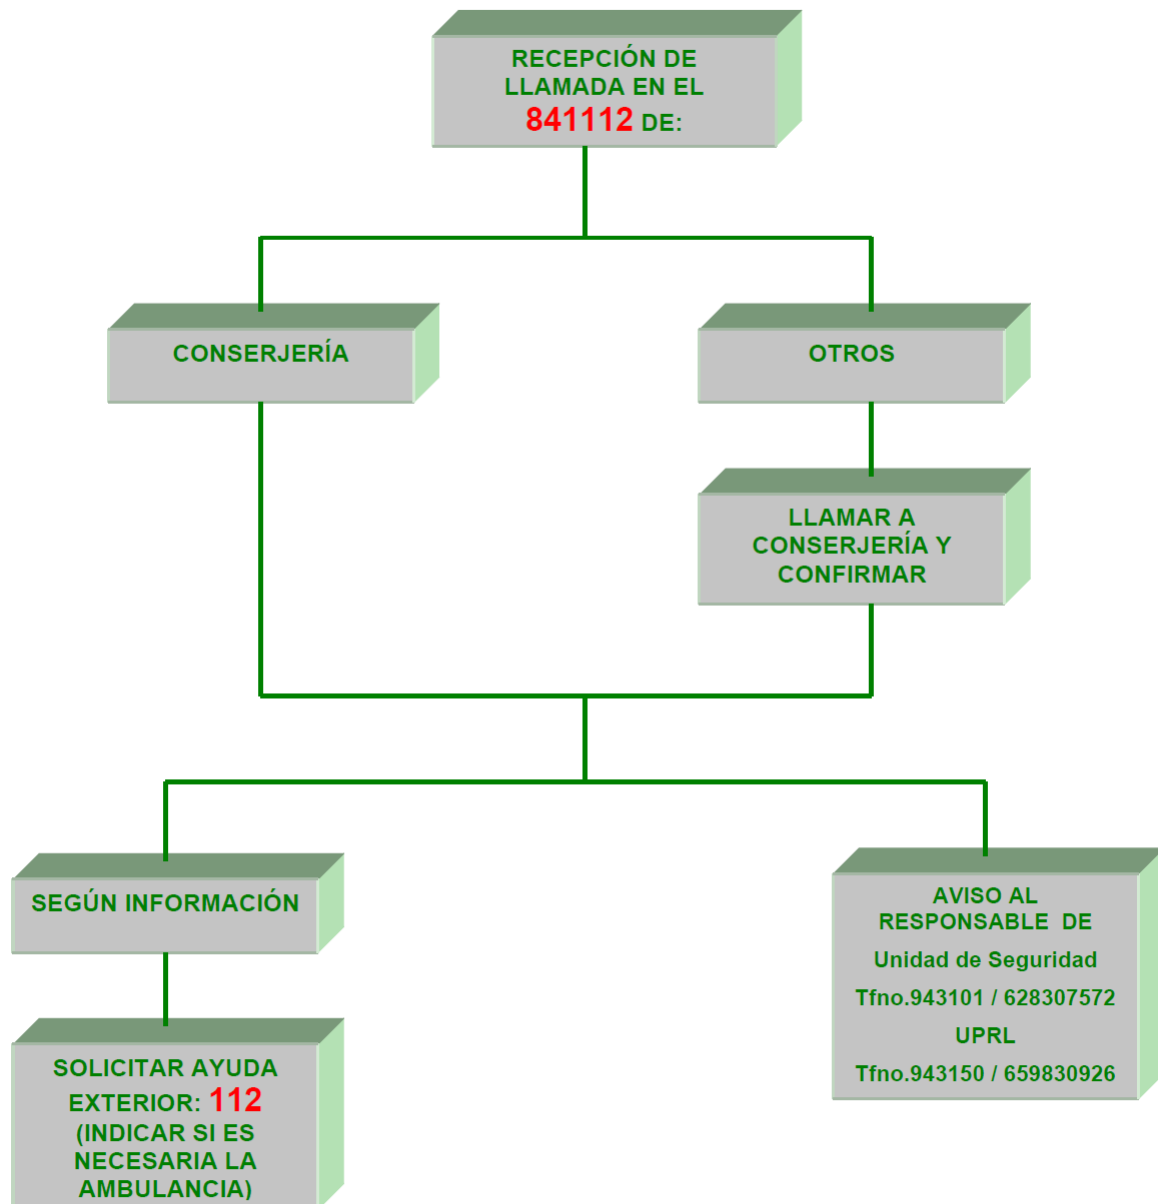 RECEPCIÓN DE
LLAMADA EN EL
841112 DE:
CONSERJERÍA
OTROS
LLAMAR A
CONSERJERÍA Y
CONFIRMAR
SEGÚN INFORMACIÓN
SOLICITAR AYUDA
EXTERIOR: 112
(INDICAR SI ES
NECESARIA LA
AMBULANCIA)
AVISO AL
RESPONSABLE DE
Unidad de Seguridad
Tfno.943101 / 628307572
UPRL
Tfno.943150 / 659830926